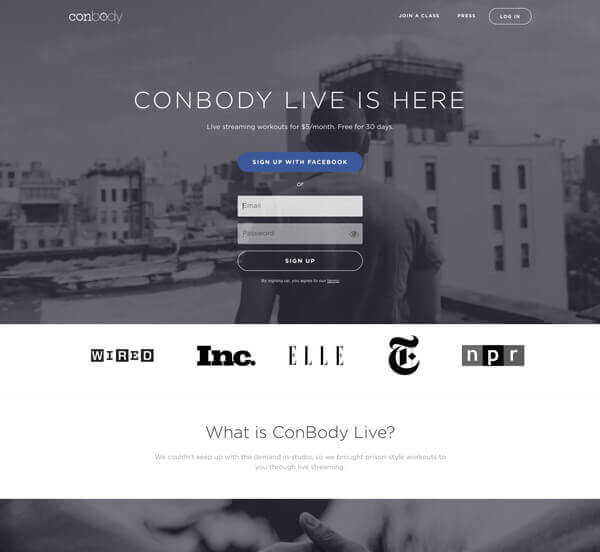 conbody
JOIN A CLASS
PRESS
LOG IN
CONBODY LIVE IS HERE
Live streaming workouts for $5/month. Free for 30 days.
SIGN UP WITH FACEBOOK
or
Email
Password
SIGN UP
By signing up, you agree to our terms
WIRED
Inc.
ELLE
T
npr
What is ConBody Live?
We couldn't keep up with the demand in-studio, so we brought prison-style workouts to
you through live streaming.